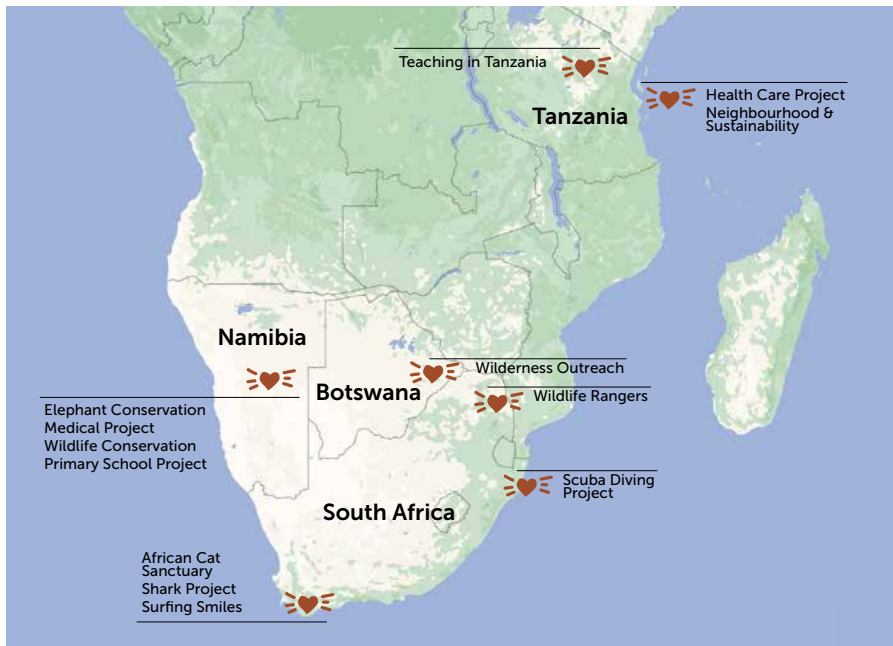 Teaching in Tanzania
Tanzania
Health Care Project
Neighbourhood &
Sustainability
Namibia
Elephant Conservation
Medical Project
Wildlife Conservation
Primary School Project
Botswana
Wilderness Outreach
Wildlife Rangers
Scuba Diving
Project
South Africa
African Cat
Sanctuary
Shark Project
Surfing Smiles